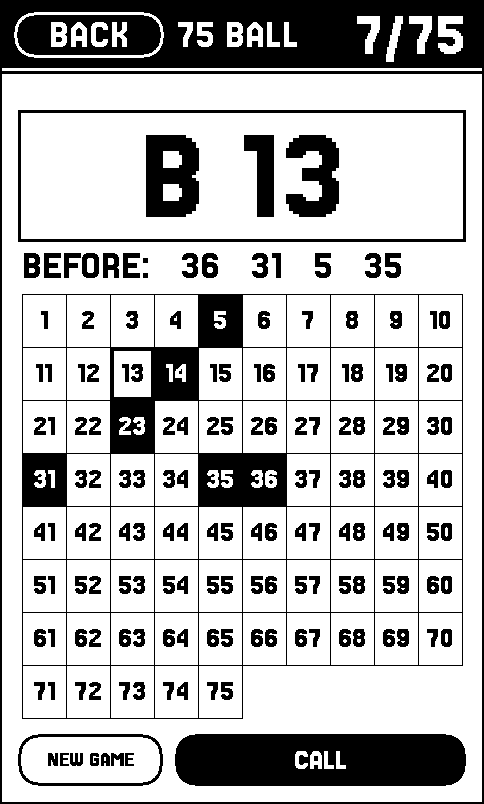 BACK 75 BALL 7/75
B 13
BEFORE: 36 31 5 35
1 2 3 4 5 6 7 8 9 10
11 12 13 14 15 16 17 18 19 20
21 22 23 24 25 26 27 28 29 30
31 32 33 34 35 36 37 38 39 40
41 42 43 44 45 46 47 48 49 50
51 52 53 54 55 56 57 58 59 60
61 62 63 64 65 66 67 68 69 70
71 72 73 74 75
NEW GAME CALL